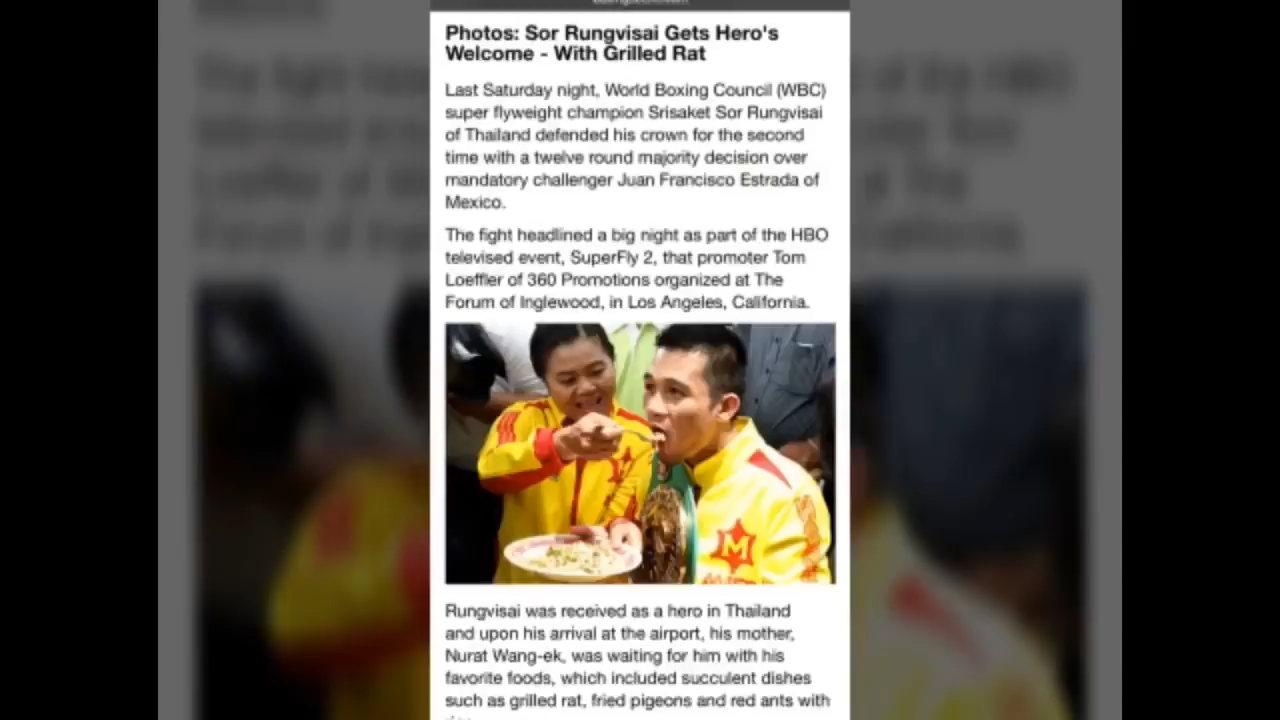 Photos: Sor Rungvisai Gets Hero's
Welcome - With Grilled Rat
Last Saturday night, World Boxing Council (WBC)
super flyweight champion Srisaket Sor Rungvisai
of Thailand defended his crown for the second
time with a twelve round majority decision over
mandatory challenger Juan Francisco Estrada of
Mexico.
The fight headlined a big night as part of the HBO
televised event, SuperFly 2, that promoter Tom
Loeffler of 360 Promotions organized at The
Forum of Inglewood, in Los Angeles, California.
M
Rungvisai was received as a hero in Thailand
and upon his arrival at the airport, his mother,
Nurat Wang-ek, was waiting for him with his
favorite foods, which included succulent dishes
such as grilled rat, fried pigeons and red ants with